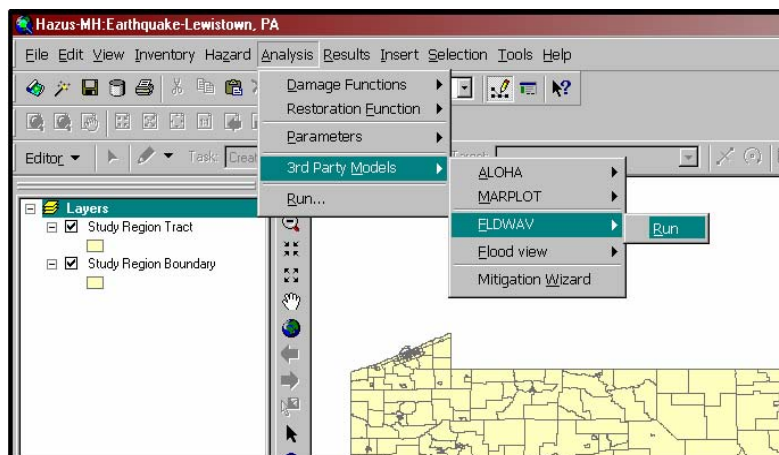 Hazus-MH:Earthquake-Lewistown, PA
File Edit View Inventory Hazard Analysis Results Insert Selection Tools Help
Damage Functions
Restoration Function
Parameters
3rd Party Models
Run...
Editor Task: Creat
ALOHA
MARPLOT
FLDWAV
Run
Flood view
Mitigation Wizard
Layers
Study Region Tract
Study Region Boundary